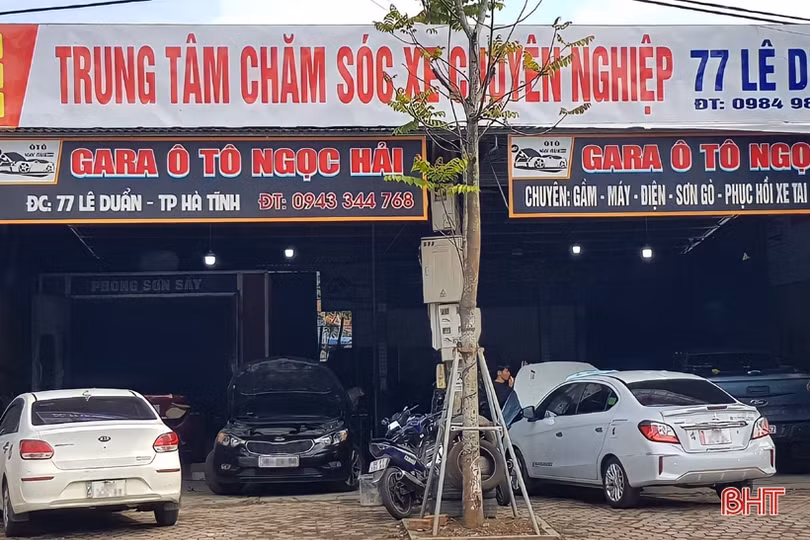 TRUNG TÂM CHĂM SÓC XE CHUYÊN NGHIỆP
77 LÊ D
ĐT: 0984 98
ÔTÔ
GARA Ô TÔ NGỌC HẢI
ĐC: 77 LÊ DUẨN - TP HÀ TĨNH ĐT: 0943 344 768
ÔTÔ
GARA Ô TÔ NGỌ
CHUYÊN: GẦM - MÁY - ĐIỆN - SƠN GÒ - PHỤC HỒI XE TAI
PHÒNG SƠN SẤY
BHT